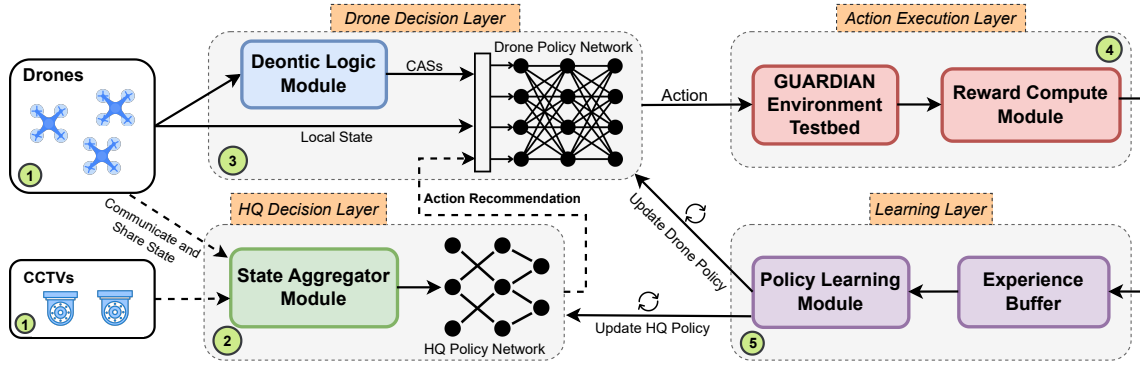 Drone Decision Layer
Action Execution Layer
Drones
1
Deontic Logic
Module
CASs
Local State
Drone Policy Network
3
Action
GUARDIAN
Environment
Testbed
Reward Compute
Module
4
Communicate and
Share State
HQ Decision Layer
Action Recommendation
Update Drone Policy
Learning Layer
CCTVs
1
State Aggregator
Module
HQ Policy Network
2
Update HQ Policy
Policy Learning
Module
Experience
Buffer
5